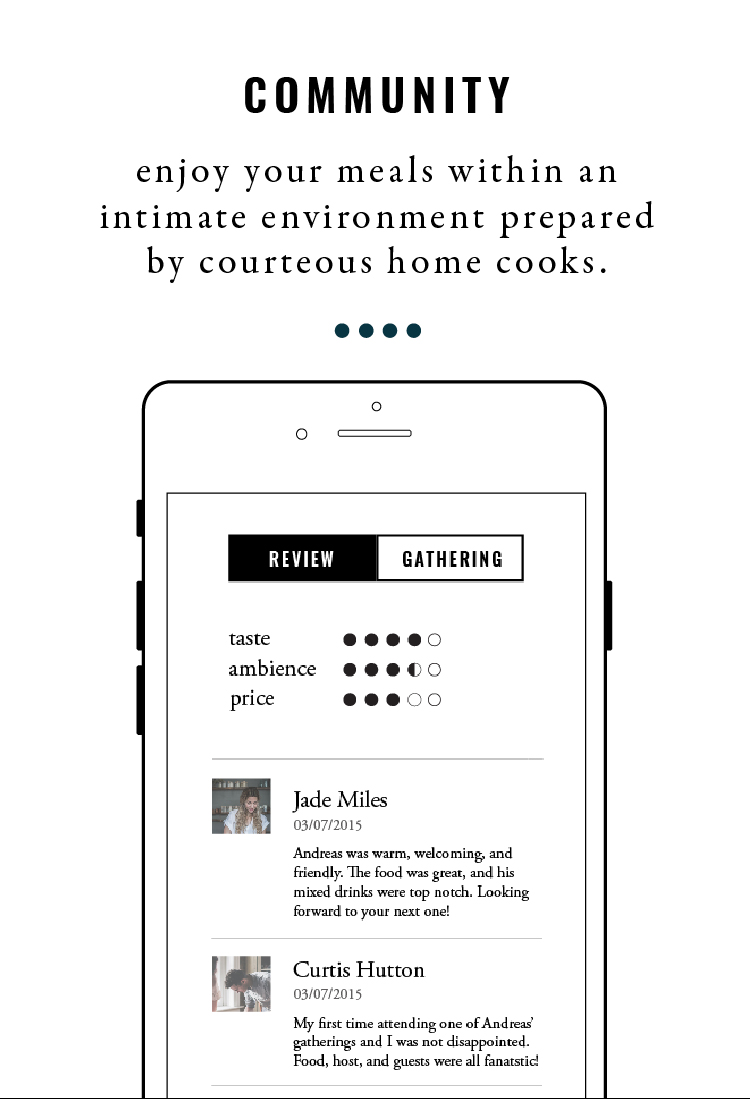 COMMUNITY
enjoy your meals within an
intimate environment prepared
by courteous home cooks.
REVIEW
GATHERING
taste
ambience
price
Jade Miles
03/07/2015
Andreas was warm, welcoming, and
friendly. The food was great, and his
mixed drinks were top notch. Looking
forward to your next one!
Curtis Hutton
03/07/2015
My first time attending one of Andreas'
gatherings and I was not disappointed.
Food, host, and guests were all fanatstic!